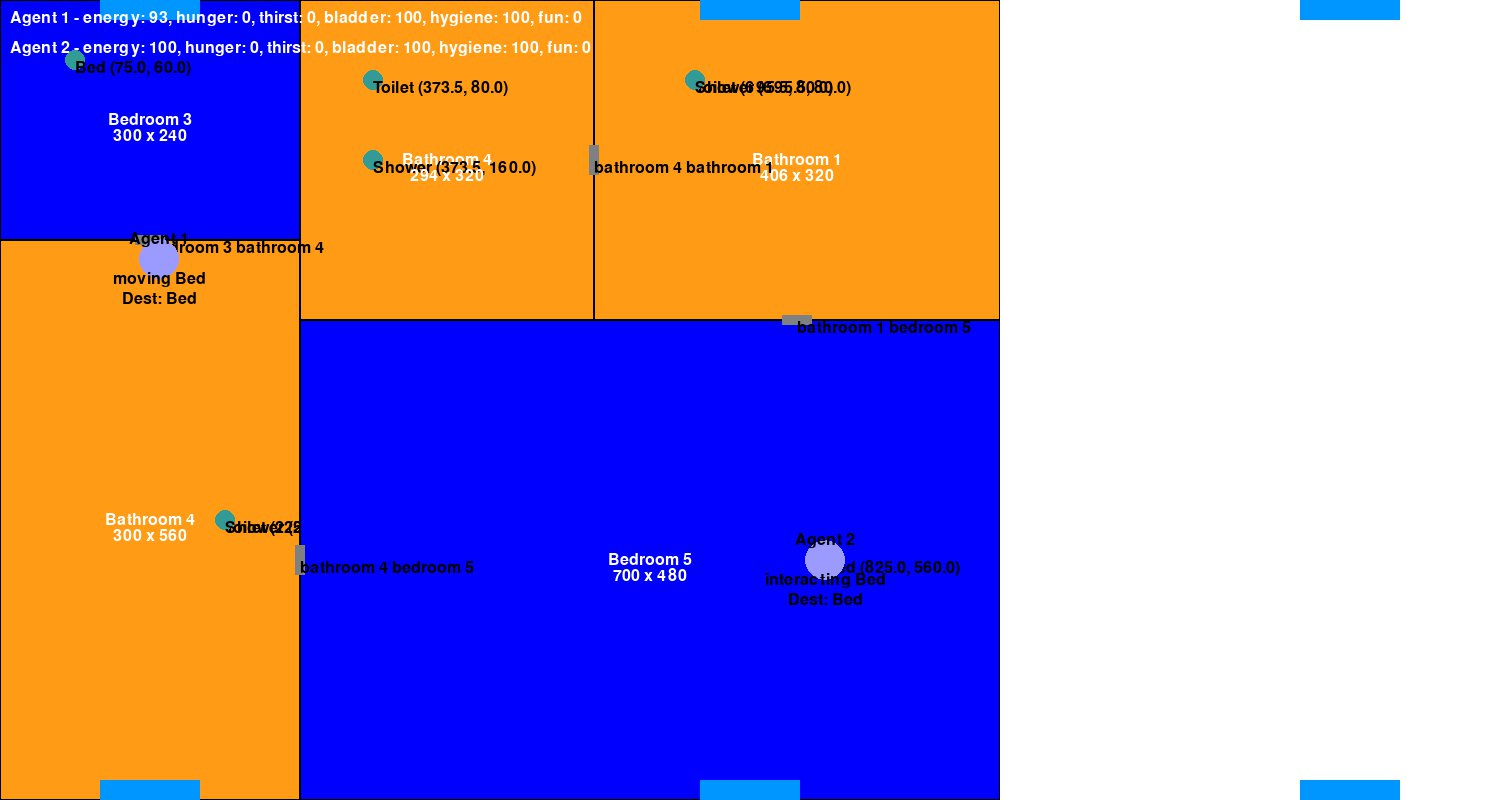 Agent 1 - energy: 93, hunger: 0, thirst: 0, bladder: 100, hygiene: 100, fun: 0
Agent 2 - energy: 100, hunger: 0, thirst: 0, bladder: 100, hygiene: 100, fun: 0
Bed (75.0, 60.0)
Toilet (373.5, 80.0)
Bedroom 3
300 x 240
Bathroom 4
294 x 320
Shower (373.5, 160.0)
bathroom 4 bathroom 1
Bathroom 1
406 x 320
Agent 1
room 3 bathroom 4
moving Bed
Dest: Bed
bathroom 1 bedroom 5
Bathroom 4
300 x 560
bathroom 4 bedroom 5
Bedroom 5
700 x 480
Agent 2
(825.0, 560.0)
interacting Bed
Dest: Bed